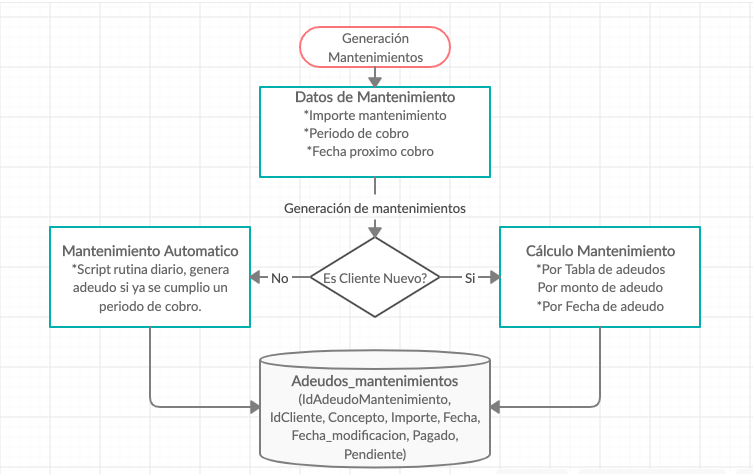 Generación
Mantenimientos
Datos de Mantenimiento
*Importe mantenimiento
*Periodo de cobro
*Fecha proximo cobro
Generación de mantenimientos
Mantenimiento Automatico
*Script rutina diario, genera
adeudo si ya se cumplio un
periodo de cobro.
No
Es Cliente Nuevo?
Si
Cálculo Mantenimiento
*Por Tabla de adeudos
Por monto de adeudo
*Por Fecha de adeudo
Adeudos_mantenimientos
(IdAdeudoMantenimiento,
IdCliente, Concepto, Importe, Fecha,
Fecha_modificacion, Pagado,
Pendiente)